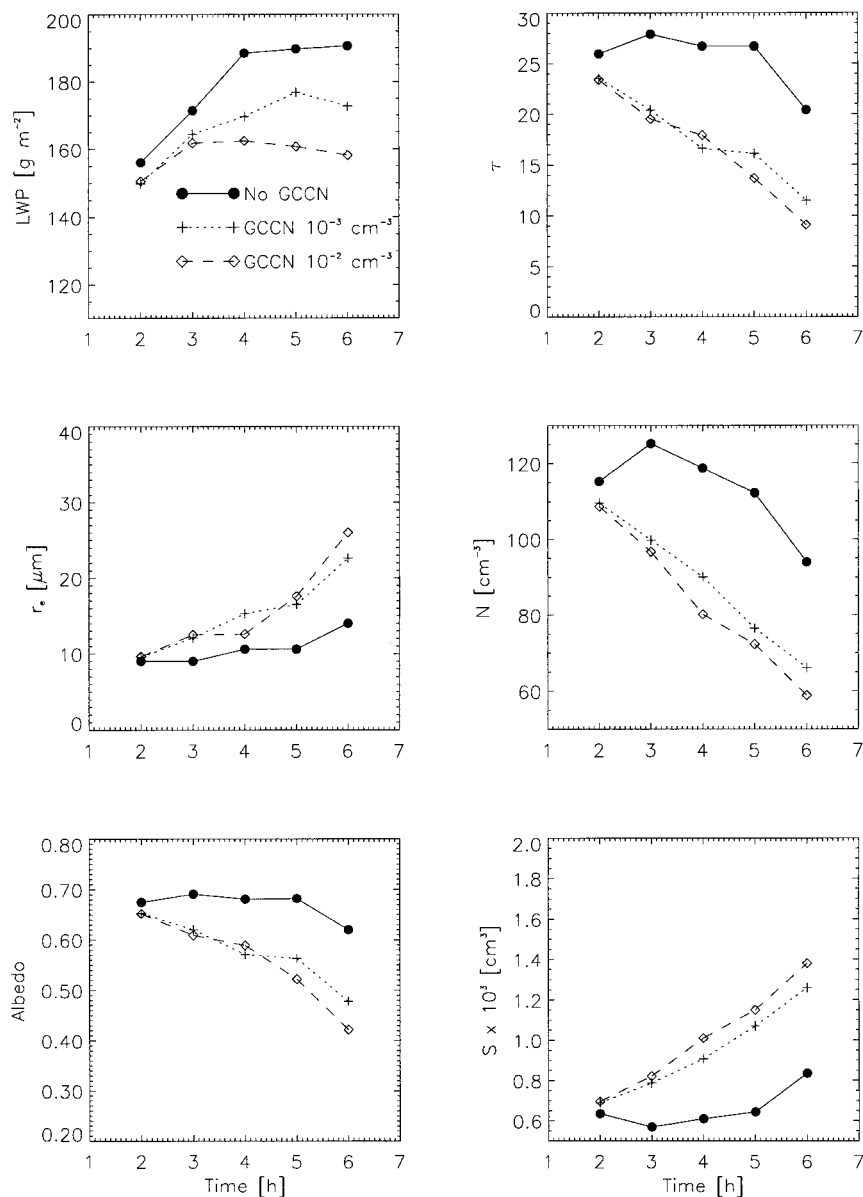 LWP [g m⁻²]
200
180
160
140
120
1 2 3 4 5 6 7
No GCCN
GCCN 10⁻³ cm⁻³
GCCN 10⁻² cm⁻³
τ
30
25
20
15
10
5
0
1 2 3 4 5 6 7
rₑ [μm]
40
30
20
10
0
1 2 3 4 5 6 7
N [cm⁻³]
120
100
80
60
1 2 3 4 5 6 7
Albedo
0.80
0.70
0.60
0.50
0.40
0.30
0.20
1 2 3 4 5 6 7
Time [h]
S x 10³ [cm³]
2.0
1.8
1.6
1.4
1.2
1.0
0.8
0.6
1 2 3 4 5 6 7
Time [h]